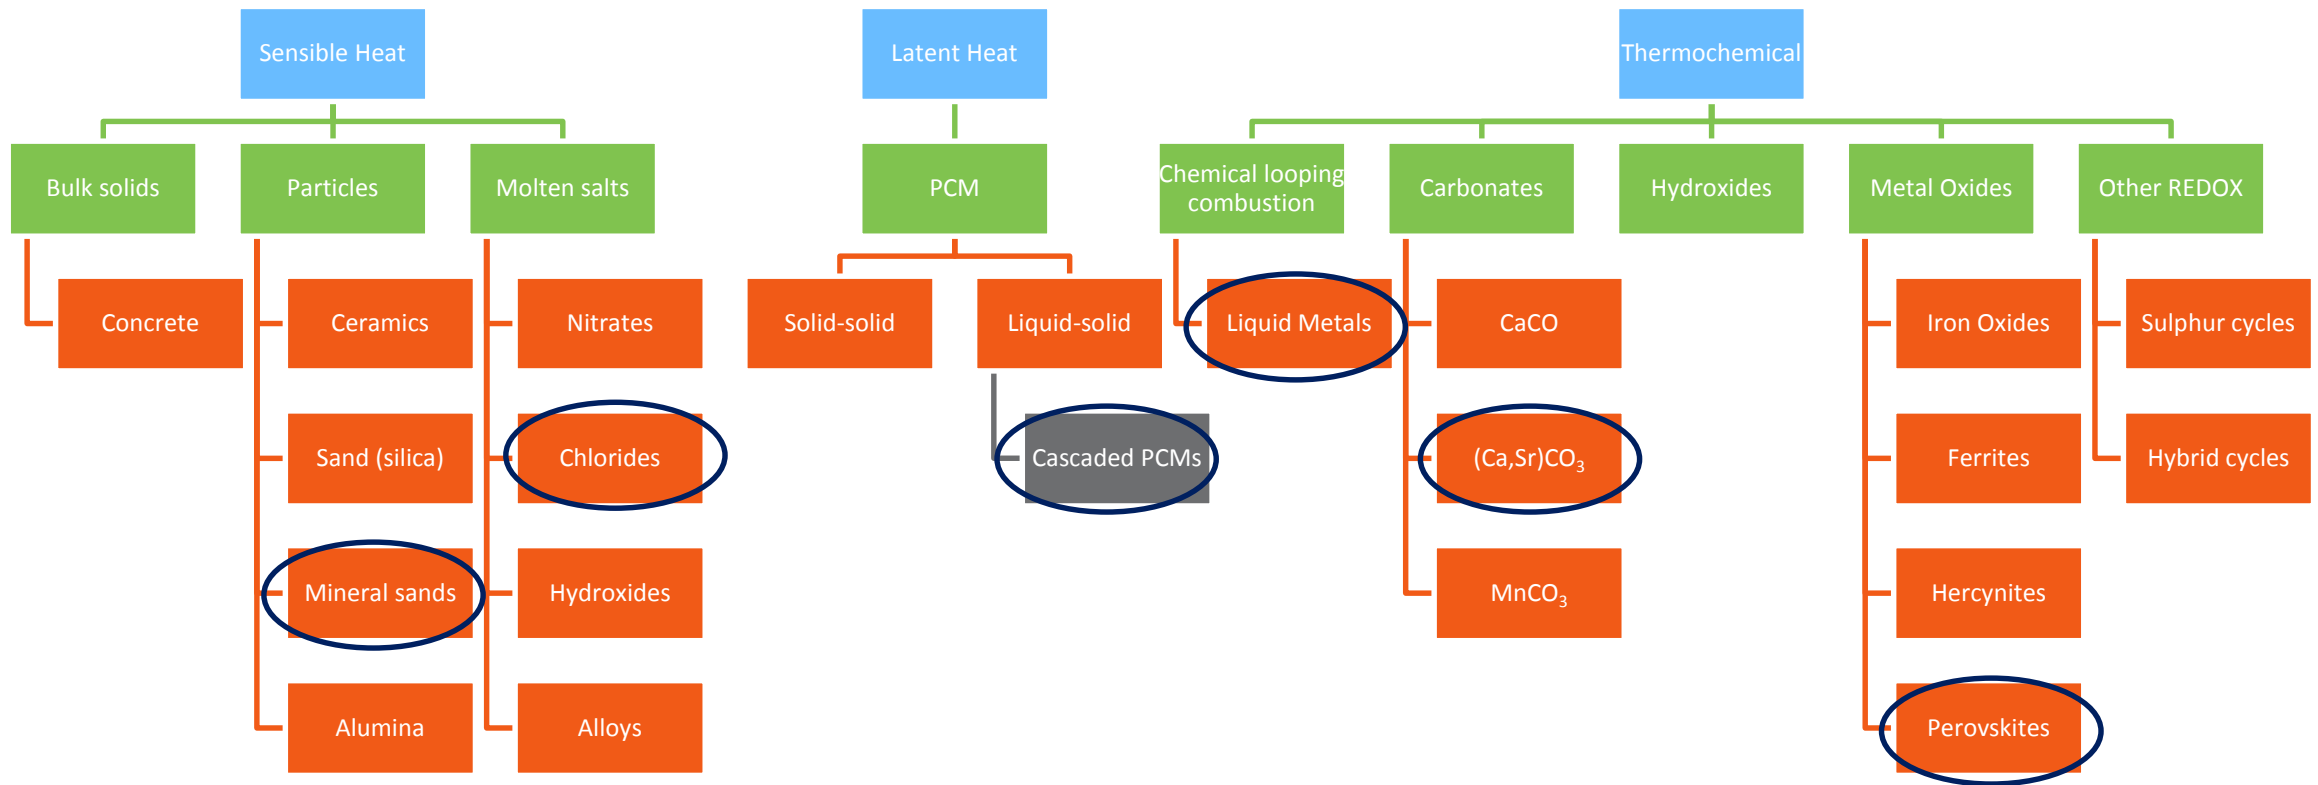 Sensible Heat
Latent Heat
Thermochemical
Bulk solids
Particles
Molten salts
PCM
Chemical looping
combustion
Carbonates
Hydroxides
Metal Oxides
Other REDOX
Concrete
Ceramics
Nitrates
Solid-solid
Liquid-solid
Liquid Metals
CaCO
Iron Oxides
Sulphur cycles
Sand (silica)
Chlorides
Cascaded PCMs
(Ca,Sr)CO₃
Ferrites
Hybrid cycles
Mineral sands
Hydroxides
MnCO₃
Hercynites
Alumina
Alloys
Perovskites